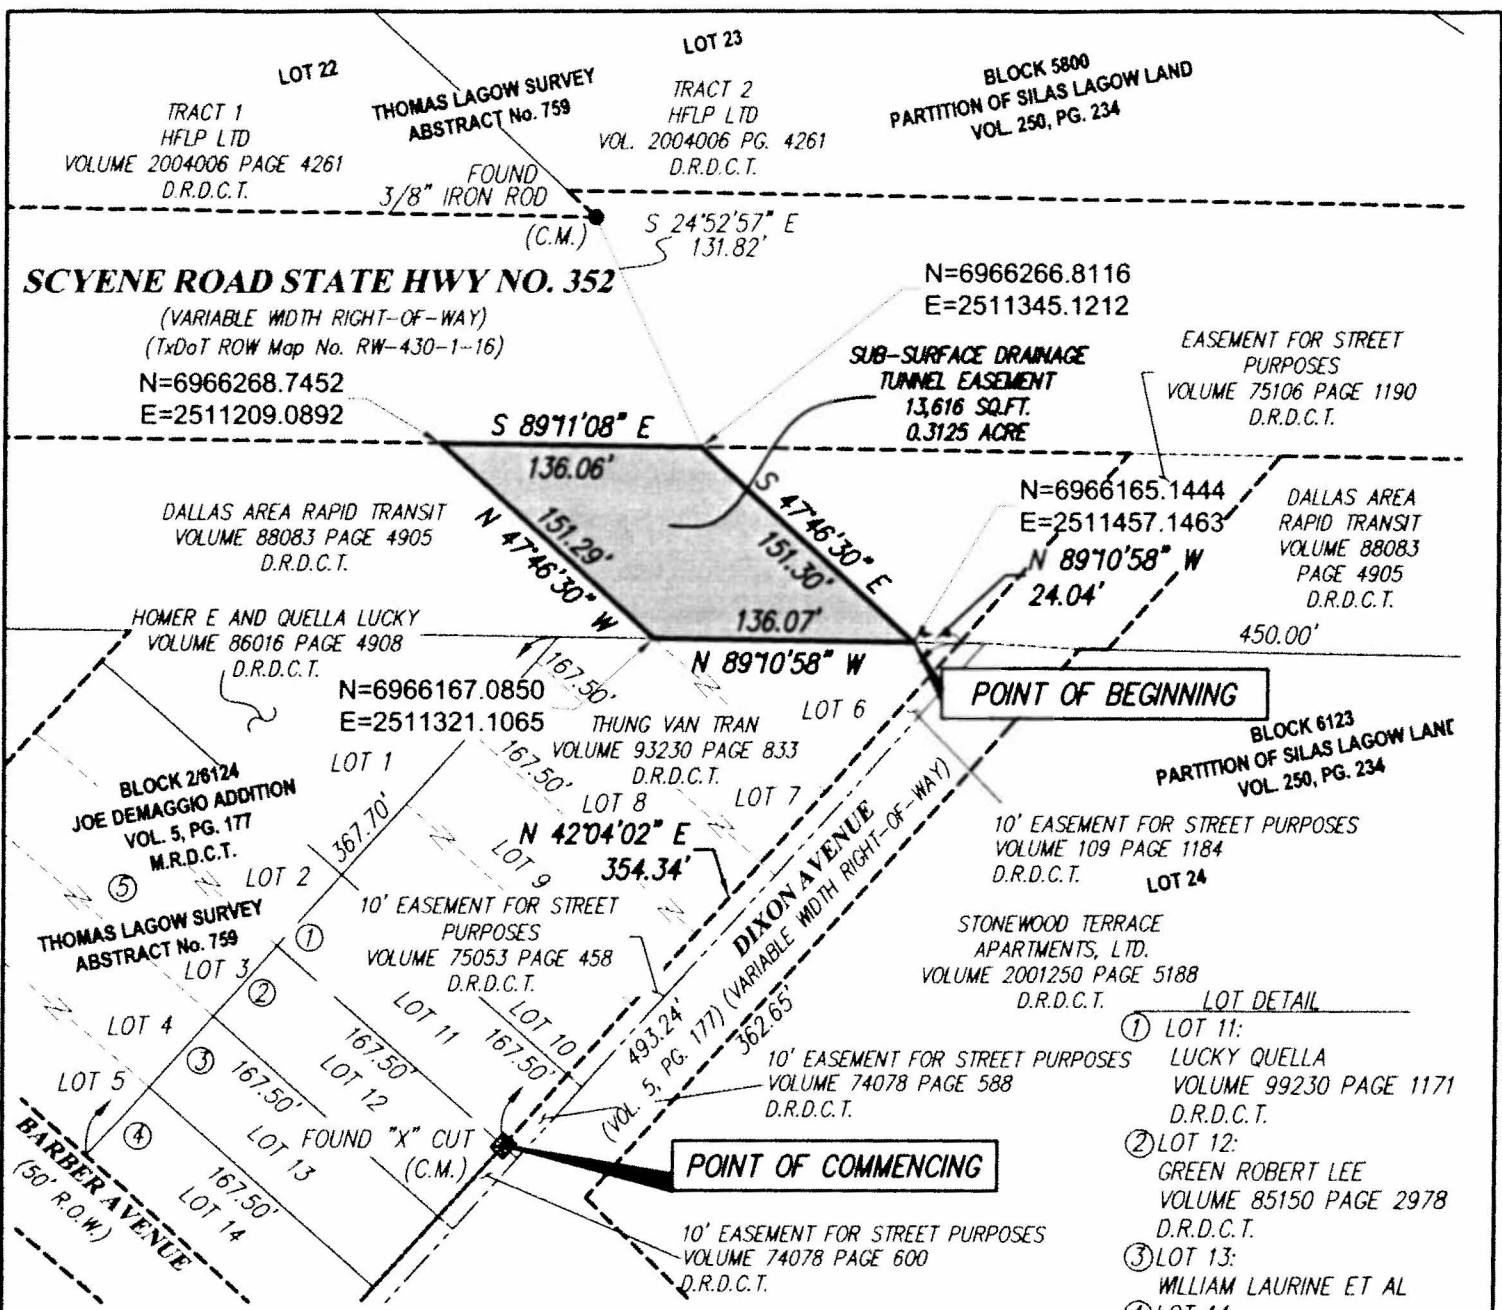 LOT 22
LOT 23
BLOCK 5800
PARTITION OF SILAS LAGOW LAND
VOL. 250, PG. 234
THOMAS LAGOW SURVEY
ABSTRACT No. 759
TRACT 1
HFLP LTD
VOLUME 2004006 PAGE 4261
D.R.D.C.T.
TRACT 2
HFLP LTD
VOL. 2004006 PG. 4261
D.R.D.C.T.
FOUND
3/8" IRON ROD
(C.M.)
S 24°52'57" E
131.82'
SCYENE ROAD STATE HWY NO. 352
(VARIABLE WIDTH RIGHT-OF-WAY)
(TxDoT ROW Map No. RW-430-1-16)
N=6966268.7452
E=2511209.0892
N=6966266.8116
E=2511345.1212
SUB-SURFACE DRAINAGE
TUNNEL EASEMENT
13,616 SQ.FT.
0.3125 ACRE
EASEMENT FOR STREET
PURPOSES
VOLUME 75106 PAGE 1190
D.R.D.C.T.
S 89°11'08" E
136.06'
DALLAS AREA RAPID TRANSIT
VOLUME 88083 PAGE 4905
D.R.D.C.T.
N 47°46'30" W
151.29'
S 47°46'30" E
151.30'
N=6966165.1444
E=2511457.1463
N 89°10'58" W
24.04'
DALLAS AREA
RAPID TRANSIT
VOLUME 88083
PAGE 4905
D.R.D.C.T.
136.07'
N 89°10'58" W
450.00'
HOMER E AND QUELLA LUCKY
VOLUME 86016 PAGE 4908
D.R.D.C.T.
N=6966167.0850
E=2511321.1065
167.50'
POINT OF BEGINNING
THUNG VAN TRAN
VOLUME 93230 PAGE 833
D.R.D.C.T.
167.50'
LOT 6
LOT 7
LOT 8
LOT 9
LOT 1
BLOCK 6123
PARTITION OF SILAS LAGOW LAND
VOL. 250, PG. 234
BLOCK 2/6124
JOE DEMAGGIO ADDITION
VOL. 5, PG. 177
M.R.D.C.T.
5
367.70'
N 42°04'02" E
354.34'
LOT 2
10' EASEMENT FOR STREET PURPOSES
VOLUME 109 PAGE 1184
D.R.D.C.T.
LOT 24
THOMAS LAGOW SURVEY
ABSTRACT No. 759
10' EASEMENT FOR STREET
PURPOSES
VOLUME 75053 PAGE 458
D.R.D.C.T.
DIXON AVENUE
(VOL. 5, PG. 177) (VARIABLE WIDTH RIGHT-OF-WAY)
493.24'
362.65'
STONEWOOD TERRACE
APARTMENTS, LTD.
VOLUME 2001250 PAGE 5188
D.R.D.C.T.
1
LOT 3
2
LOT 4
3
LOT 5
4
LOT 10
167.50'
LOT 11
167.50'
LOT 12
167.50'
LOT 13
167.50'
LOT 14
FOUND "X" CUT
(C.M.)
BARBER AVENUE
(50' R.O.W.)
10' EASEMENT FOR STREET PURPOSES
VOLUME 74078 PAGE 588
D.R.D.C.T.
POINT OF COMMENCING
10' EASEMENT FOR STREET PURPOSES
VOLUME 74078 PAGE 600
D.R.D.C.T.
LOT DETAIL
1 LOT 11:
LUCKY QUELLA
VOLUME 99230 PAGE 1171
D.R.D.C.T.
2 LOT 12:
GREEN ROBERT LEE
VOLUME 85150 PAGE 2978
D.R.D.C.T.
3 LOT 13:
WILLIAM LAURINE ET AL